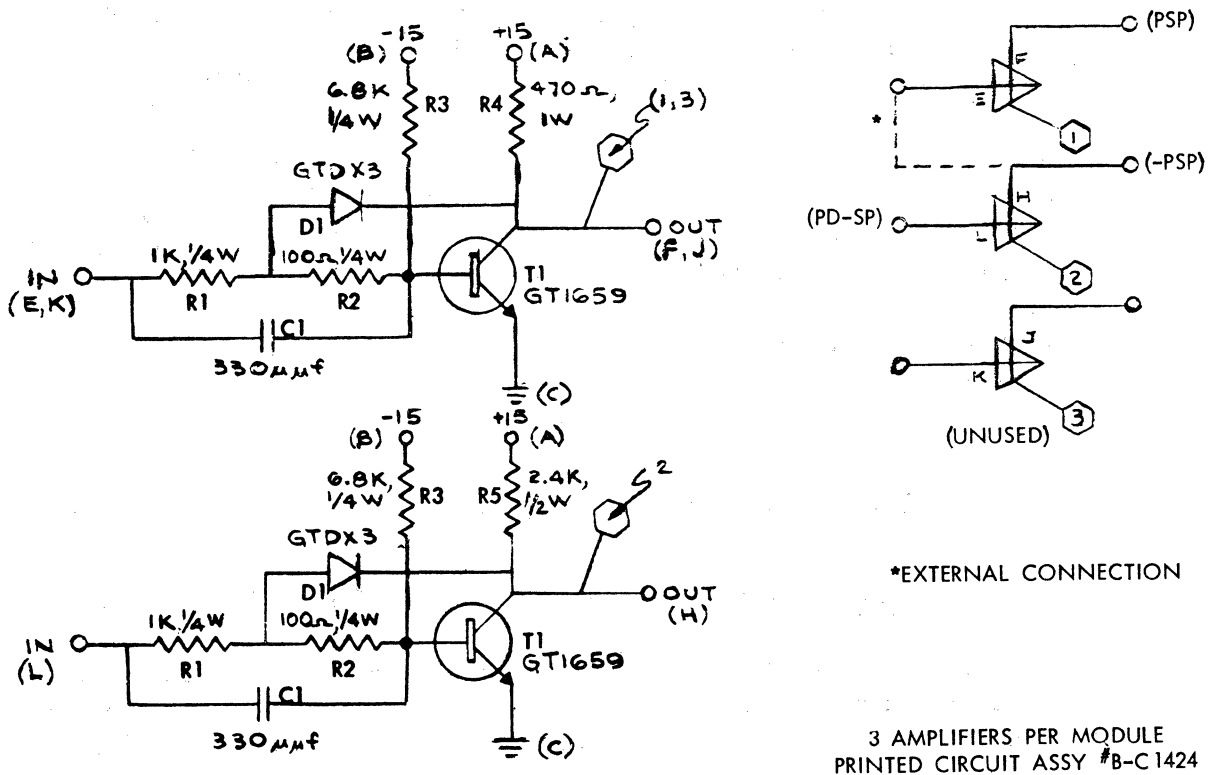 -15
(B)
+15
(A)
6.8K
1/4W
R3
R4
470Ω,
1W
(1,3)
GTDX3
D1
OUT
(F,J)
IN
(E,K)
1K,1/4W
R1
100Ω 1/4W
R2
T1
GT1659
C1
330μμf
(C)
-15
(B)
+15
(A)
6.8K,
1/4W
R3
R5
2.4K,
1/2W
2
GTDX3
D1
OUT
(H)
IN
(L)
1K 1/4W
R1
100Ω,1/4W
R2
T1
GT1659
C1
330μμf
(C)
(PSP)
F
E
1
*
(-PSP)
H
(PD-SP)
L
2
J
K
3
(UNUSED)
*EXTERNAL CONNECTION
3 AMPLIFIERS PER MODULE
PRINTED CIRCUIT ASSY #B-C1424